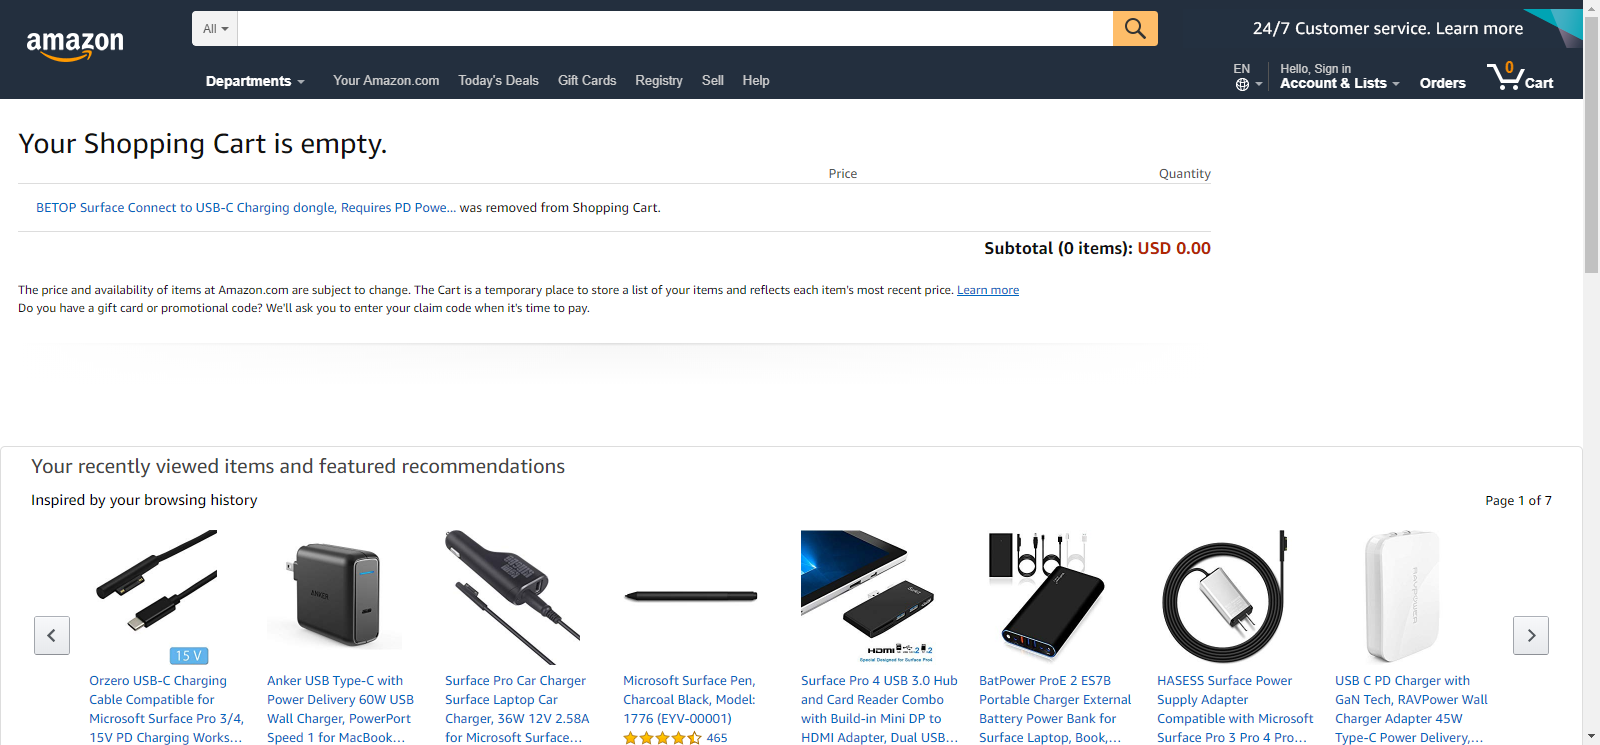 amazon
All
24/7 Customer service. Learn more
Departments
Your Amazon.com
Today's Deals
Gift Cards
Registry
Sell
Help
EN
Hello, Sign in
Account & Lists
Orders
0
Cart
Your Shopping Cart is empty.
Price
Quantity
BETOP Surface Connect to USB-C Charging dongle, Requires PD Powe... was removed from Shopping Cart.
Subtotal (0 items): USD 0.00
The price and availability of items at Amazon.com are subject to change. The Cart is a temporary place to store a list of your items and reflects each item's most recent price. Learn more
Do you have a gift card or promotional code? We'll ask you to enter your claim code when it's time to pay.
Your recently viewed items and featured recommendations
Inspired by your browsing history
Page 1 of 7
15 V
Orzero USB-C Charging
Cable Compatible for
Microsoft Surface Pro 3/4,
15V PD Charging Works...
ANKER
Anker USB Type-C with
Power Delivery 60W USB
Wall Charger, PowerPort
Speed 1 for MacBook...
Surface Pro Car Charger
Surface Laptop Car
Charger, 36W 12V 2.58A
for Microsoft Surface...
Microsoft Surface Pen,
Charcoal Black, Model:
1776 (EYV-00001)
465
HDMI
Special Designed for Surface Pro4
Surface Pro 4 USB 3.0 Hub
and Card Reader Combo
with Build-in Mini DP to
HDMI Adapter, Dual USB...
BatPower ProE 2 ES7B
Portable Charger External
Battery Power Bank for
Surface Laptop, Book,...
HASESS Surface Power
Supply Adapter
Compatible with Microsoft
Surface Pro 3 Pro 4 Pro...
RAVPOWER
USB C PD Charger with
GaN Tech, RAVPower Wall
Charger Adapter 45W
Type-C Power Delivery,...